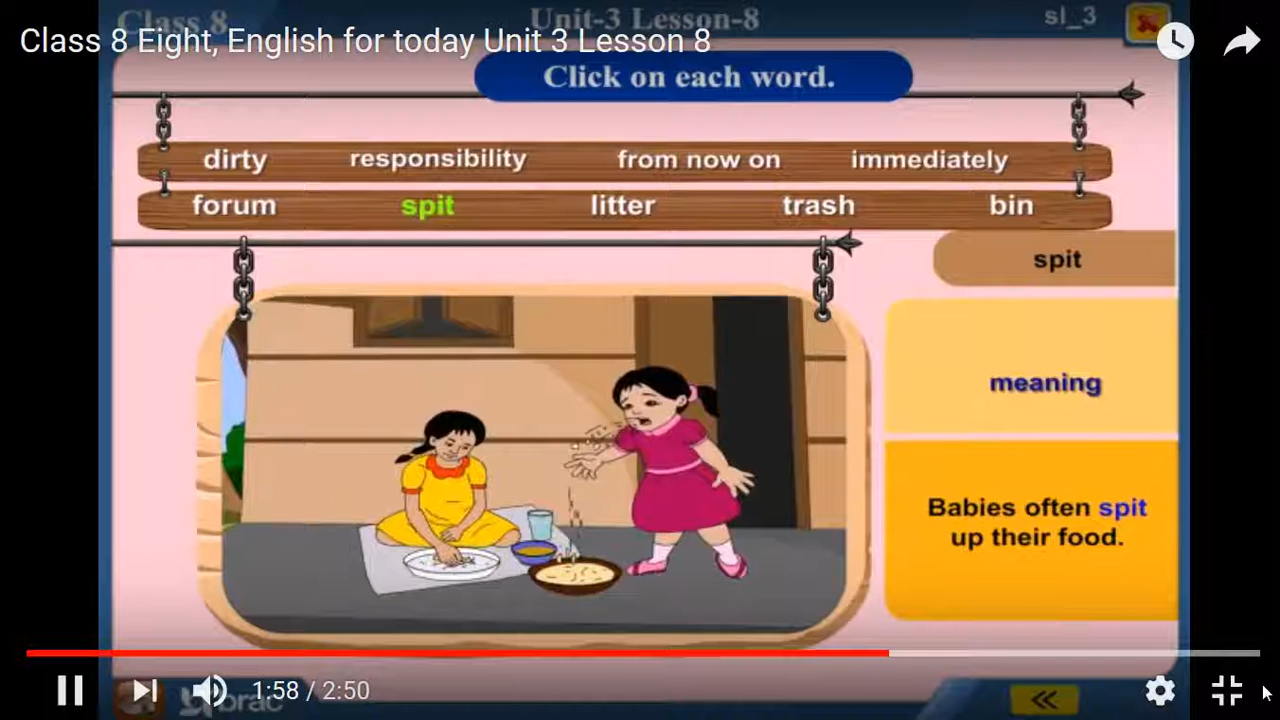 Class 8 Unit-3 Lesson-8 sl_3
Class 8 Eight, English for today Unit 3 Lesson 8
Click on each word.
dirty responsibility from now on immediately
forum spit litter trash bin
spit
meaning
Babies often spit
up their food.
1:58 / 2:50
brac